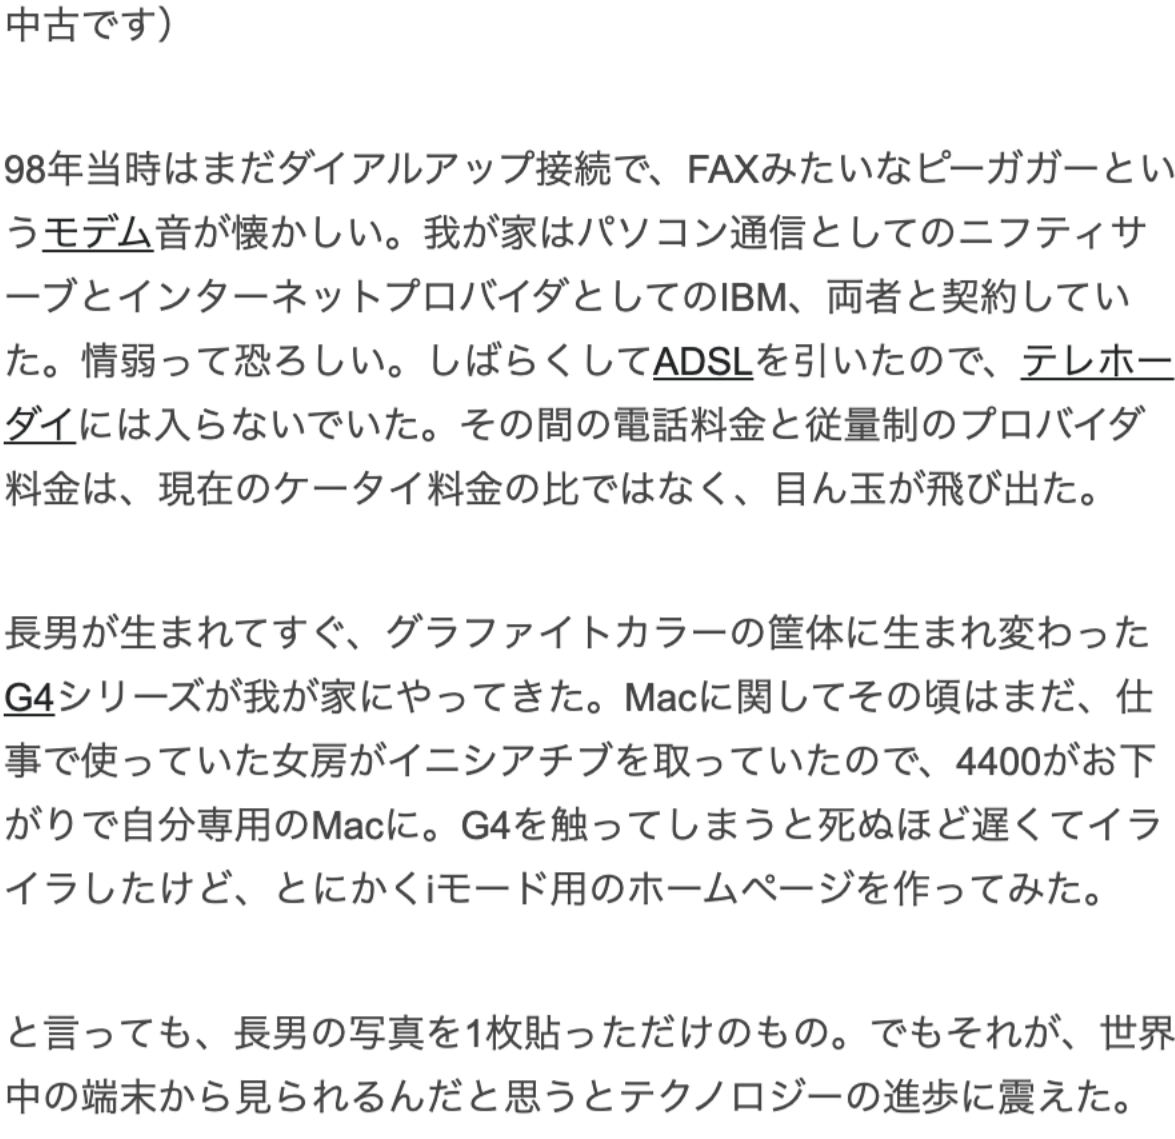 中古です）
98年当時はまだダイアルアップ接続で、FAXみたいなピーガガーとい
うモデム音が懐かしい。我が家はパソコン通信としてのニフティサ
ーブとインターネットプロバイダとしてのIBM、両者と契約してい
た。情弱って恐ろしい。しばらくしてADSLを引いたので、テレホー
ダイには入らないでいた。その間の電話料金と従量制のプロバイダ
料金は、現在のケータイ料金の比ではなく、目ん玉が飛び出た。
長男が生まれてすぐ、グラファイトカラーの筐体に生まれ変わった
G4シリーズが我が家にやってきた。Macに関してその頃はまだ、仕
事で使っていた女房がイニシアチブを取っていたので、4400がお下
がりで自分専用のMacに。G4を触ってしまうと死ぬほど遅くてイラ
イラしたけど、とにかくiモード用のホームページを作ってみた。
と言っても、長男の写真を1枚貼っただけのもの。でもそれが、世界
中の端末から見られるんだと思うとテクノロジーの進歩に震えた。